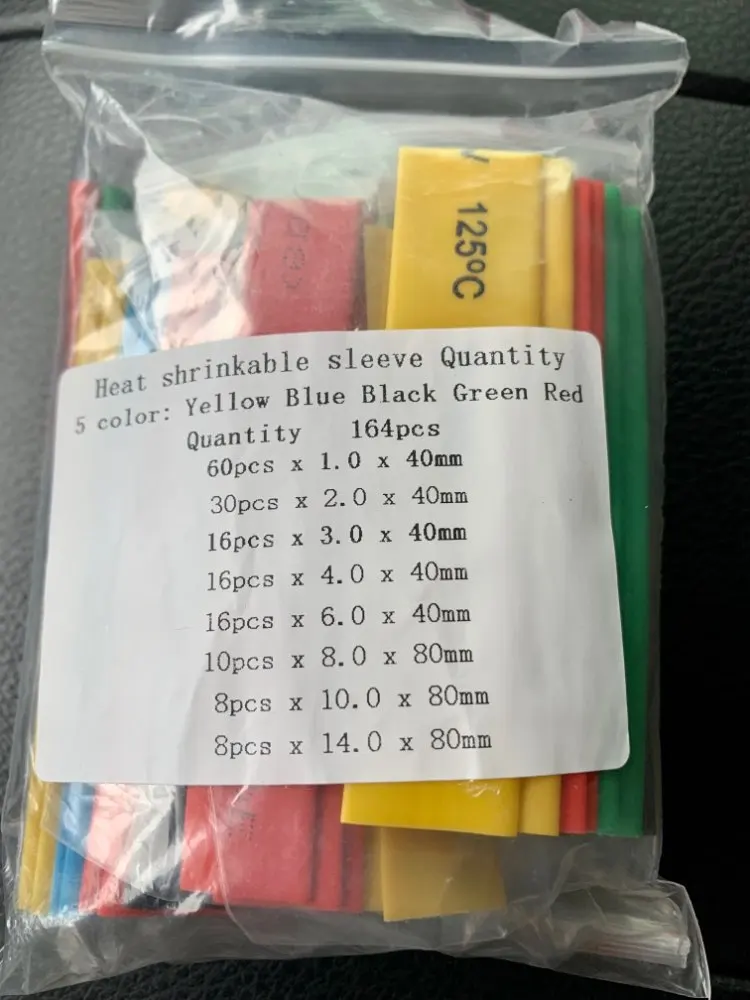 125ºC
Heat shrinkable sleeve Quantity
5 color: Yellow Blue Black Green Red
Quantity 164pcs
60pcs x 1.0 x 40mm
30pcs x 2.0 x 40mm
16pcs x 3.0 x 40mm
16pcs x 4.0 x 40mm
16pcs x 6.0 x 40mm
10pcs x 8.0 x 80mm
8pcs x 10.0 x 80mm
8pcs x 14.0 x 80mm